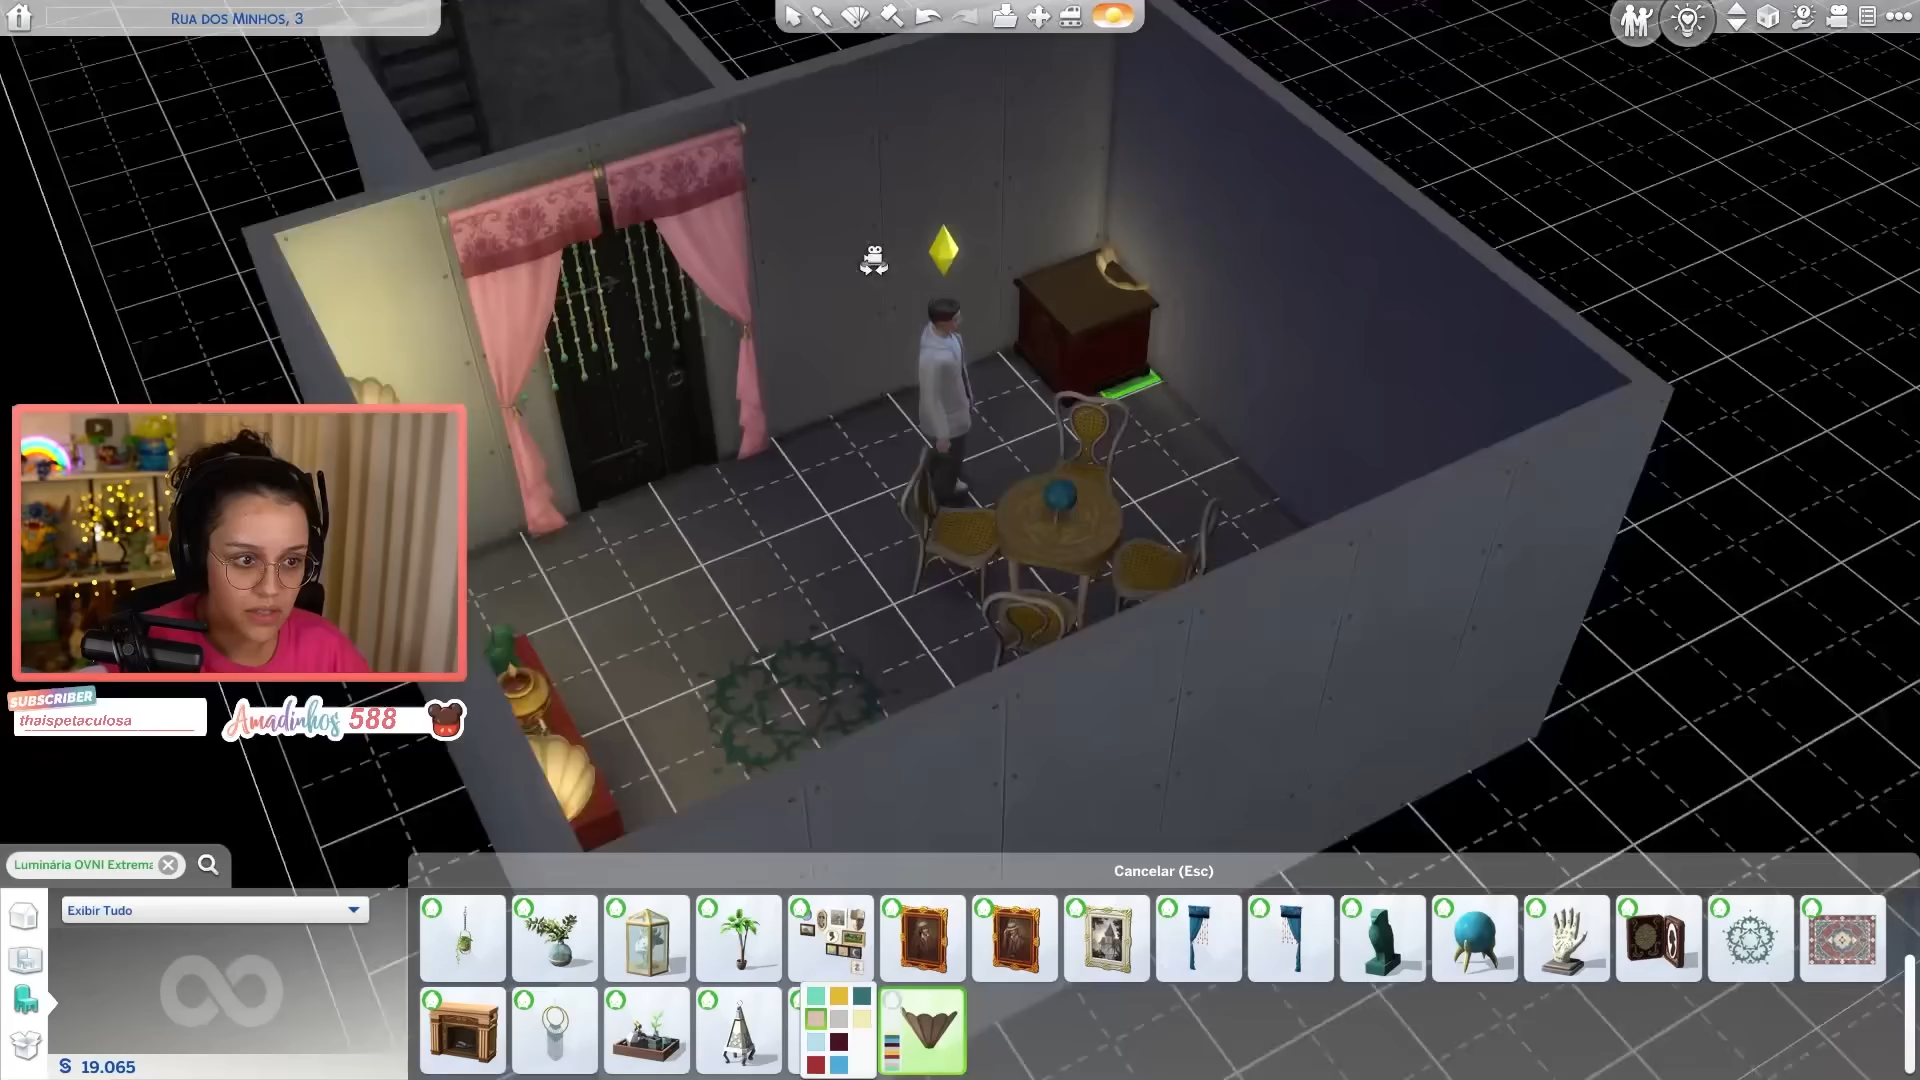 RUA DOS MINHOS, 3
SUBSCRIBER
thaispetaculosa
Amadinhos 588
Luminária OVNI Extrema
Cancelar (Esc)
Exibir Tudo
§ 19.065